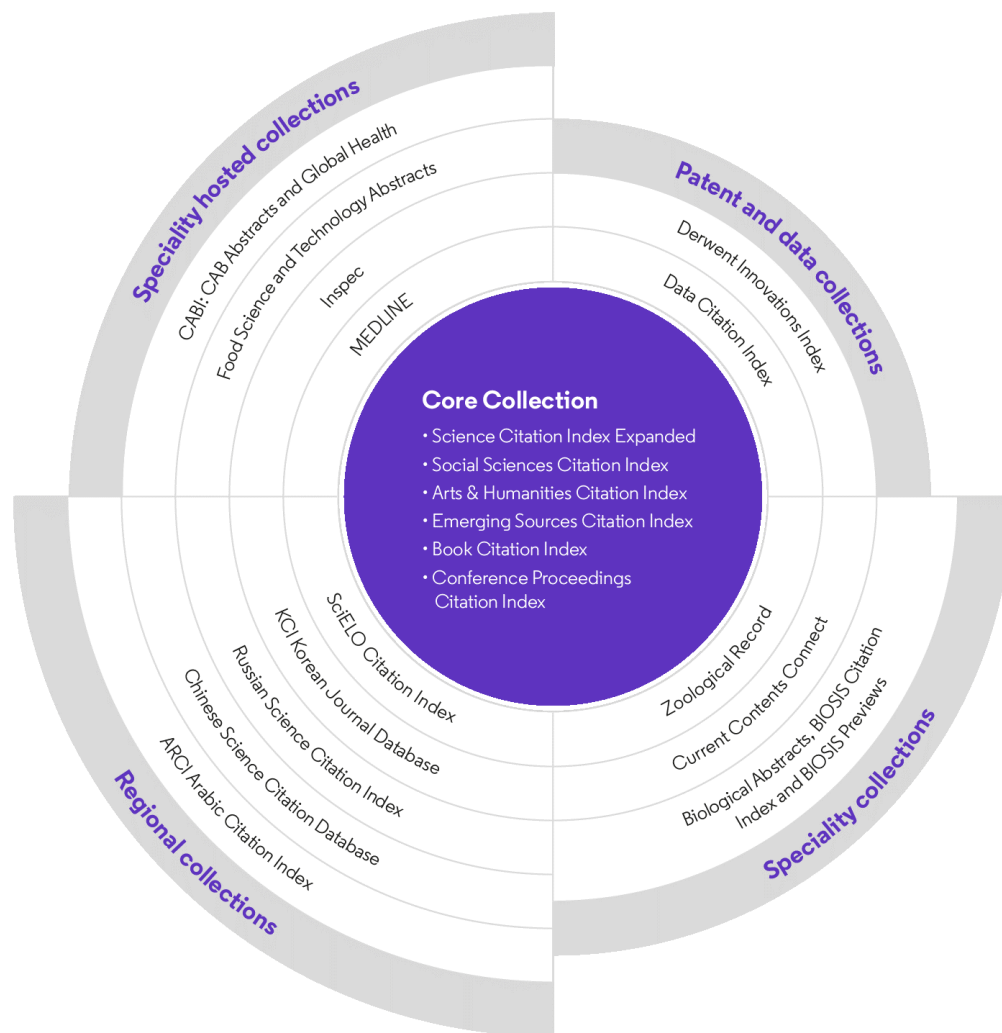 Speciality hosted collections
CABI: CAB Abstracts and Global Health
Food Science and Technology Abstracts
Inspec
MEDLINE
Patent and data collections
Derwent Innovations Index
Data Citation Index
Core Collection
• Science Citation Index Expanded
• Social Sciences Citation Index
• Arts & Humanities Citation Index
• Emerging Sources Citation Index
• Book Citation Index
• Conference Proceedings
Citation Index
SciELO Citation Index
KCI Korean Journal Database
Russian Science Citation Index
Chinese Science Citation Database
ARCI Arabic Citation Index
Regional collections
Zoological Record
Current Contents Connect
Biological Abstracts, BIOSIS Citation
Index and BIOSIS Previews
Speciality collections